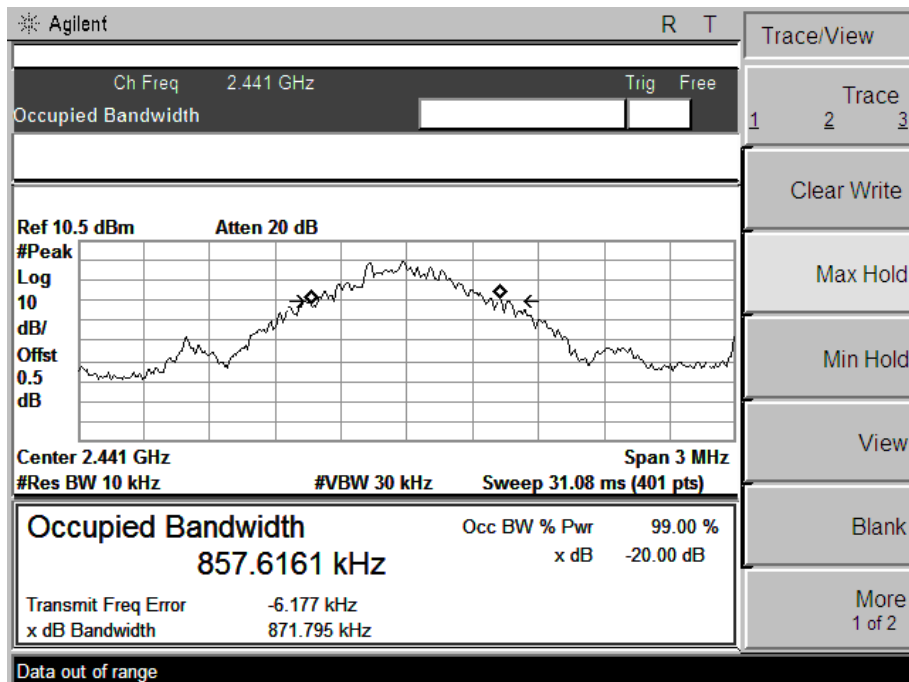 Agilent R T
Ch Freq 2.441 GHz Trig Free
Occupied Bandwidth
Ref 10.5 dBm Atten 20 dB
#Peak
Log
10
dB/
Offst
0.5
dB
Center 2.441 GHz Span 3 MHz
#Res BW 10 kHz #VBW 30 kHz Sweep 31.08 ms (401 pts)
Occupied Bandwidth Occ BW % Pwr 99.00 %
857.6161 kHz x dB -20.00 dB
Transmit Freq Error -6.177 kHz
x dB Bandwidth 871.795 kHz
Data out of range
Trace/View
Trace
1 2 3
Clear Write
Max Hold
Min Hold
View
Blank
More
1 of 2